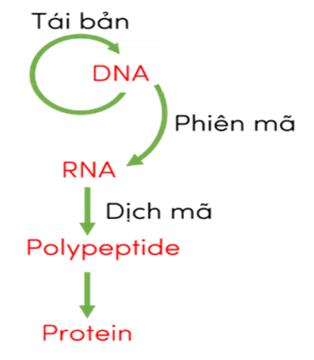 Tái bản
DNA
Phiên mã
RNA
Dịch mã
Polypeptide
Protein